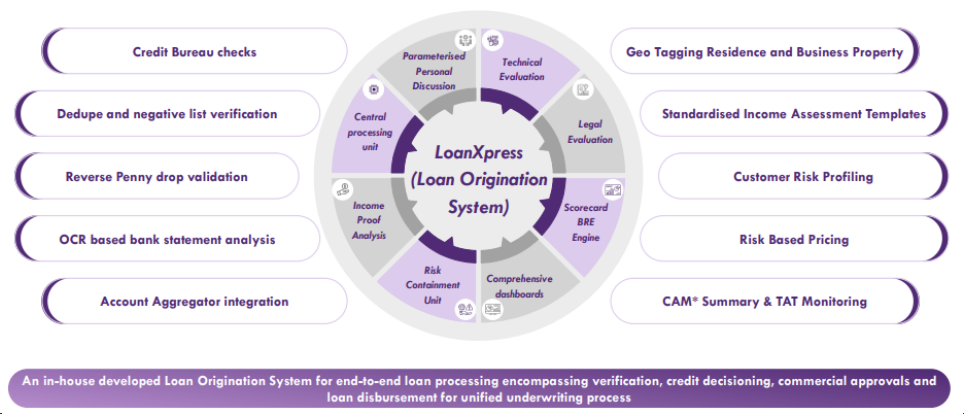 Credit Bureau checks
Dedupe and negative list verification
Reverse Penny drop validation
OCR based bank statement analysis
Account Aggregator integration
Parameterised
Personal
Discussion
Technical
Evaluation
Central
processing
unit
Legal
Evaluation
LoanXpress
(Loan Origination
System)
Income
Proof
Analysis
Scorecard
BRE
Engine
Risk
Containment
Unit
Comprehensive
dashboards
Geo Tagging Residence and Business Property
Standardised Income Assessment Templates
Customer Risk Profiling
Risk Based Pricing
CAM* Summary & TAT Monitoring
An in-house developed Loan Origination System for end-to-end loan processing encompassing verification, credit decisioning, commercial approvals and
loan disbursement for unified underwriting process